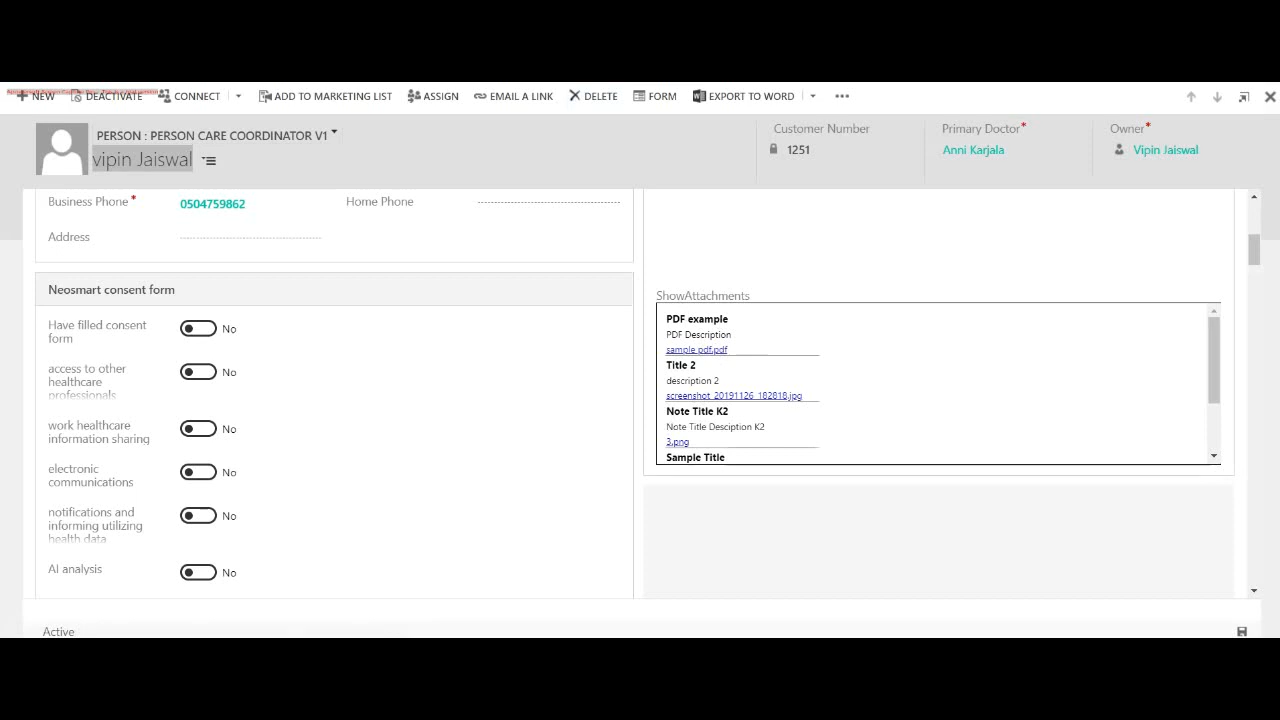 NEW DEACTIVATE CONNECT ADD TO MARKETING LIST ASSIGN EMAIL A LINK DELETE FORM EXPORT TO WORD
PERSON : PERSON CARE COORDINATOR V1
vipin Jaiswal
Customer Number
1251
Primary Doctor*
Anni Karjala
Owner*
Vipin Jaiswal
Business Phone* 0504759862 Home Phone
Address
Neosmart consent form
Have filled consent
form
No
access to other
healthcare
professionals
No
work healthcare
information sharing
No
electronic
communications
No
notifications and
informing utilizing
health data
No
AI analysis
No
ShowAttachments
PDF example
PDF Description
sample pdf.pdf
Title 2
description 2
screenshot_20191126_182818.jpg
Note Title K2
Note Title Desciption K2
3.png
Sample Title
Active